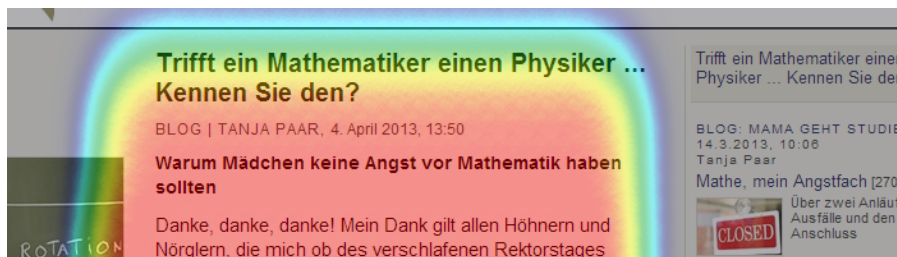 Trifft ein Mathematiker einen Physiker ...
Kennen Sie den?
BLOG | TANJA PAAR, 4. April 2013, 13:50
Warum Mädchen keine Angst vor Mathematik haben
sollten
Danke, danke, danke! Mein Dank gilt allen Höhnern und
Nörglern, die mich ob des verschlafenen Rektorstages
ROTATION
Trifft ein Mathematiker einen
Physiker ... Kennen Sie den
BLOG: MAMA GEHT STUDIE
14.3.2013, 10:06
Tanja Paar
Mathe, mein Angstfach [270
Über zwei Anläuf
Ausfälle und den
Anschluss
CLOSED